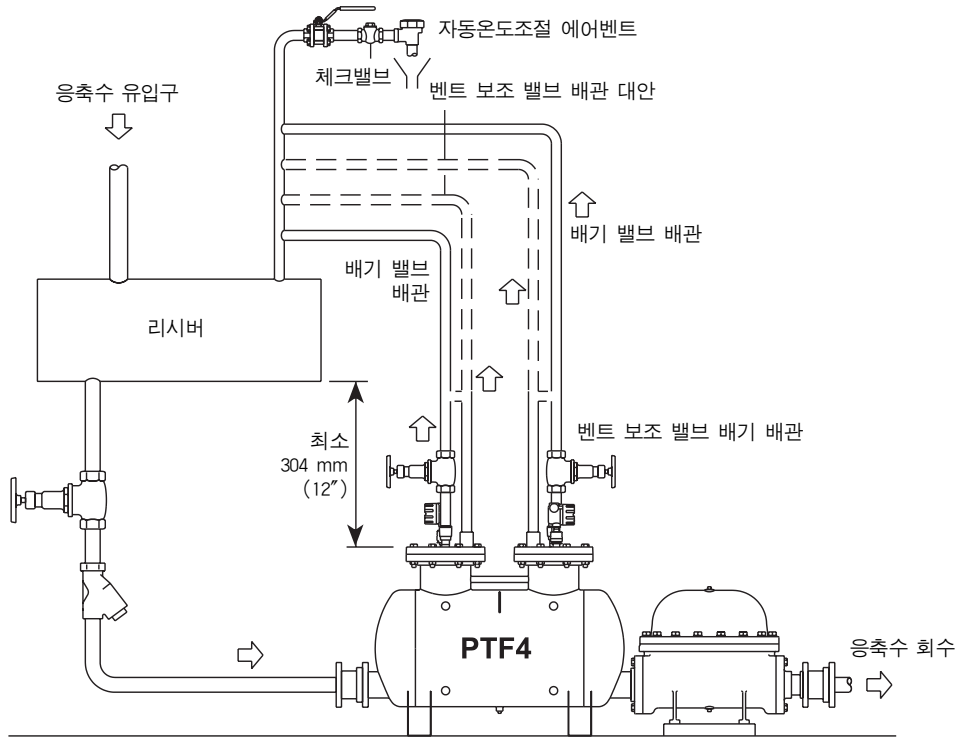 자동온도조절 에어벤트
체크밸브
벤트 보조 밸브 배관 대안
응축수 유입구
배기 밸브 배관
배기 밸브
배관
리시버
벤트 보조 밸브 배기 배관
최소
304 mm
(12″)
PTF4
응축수 회수